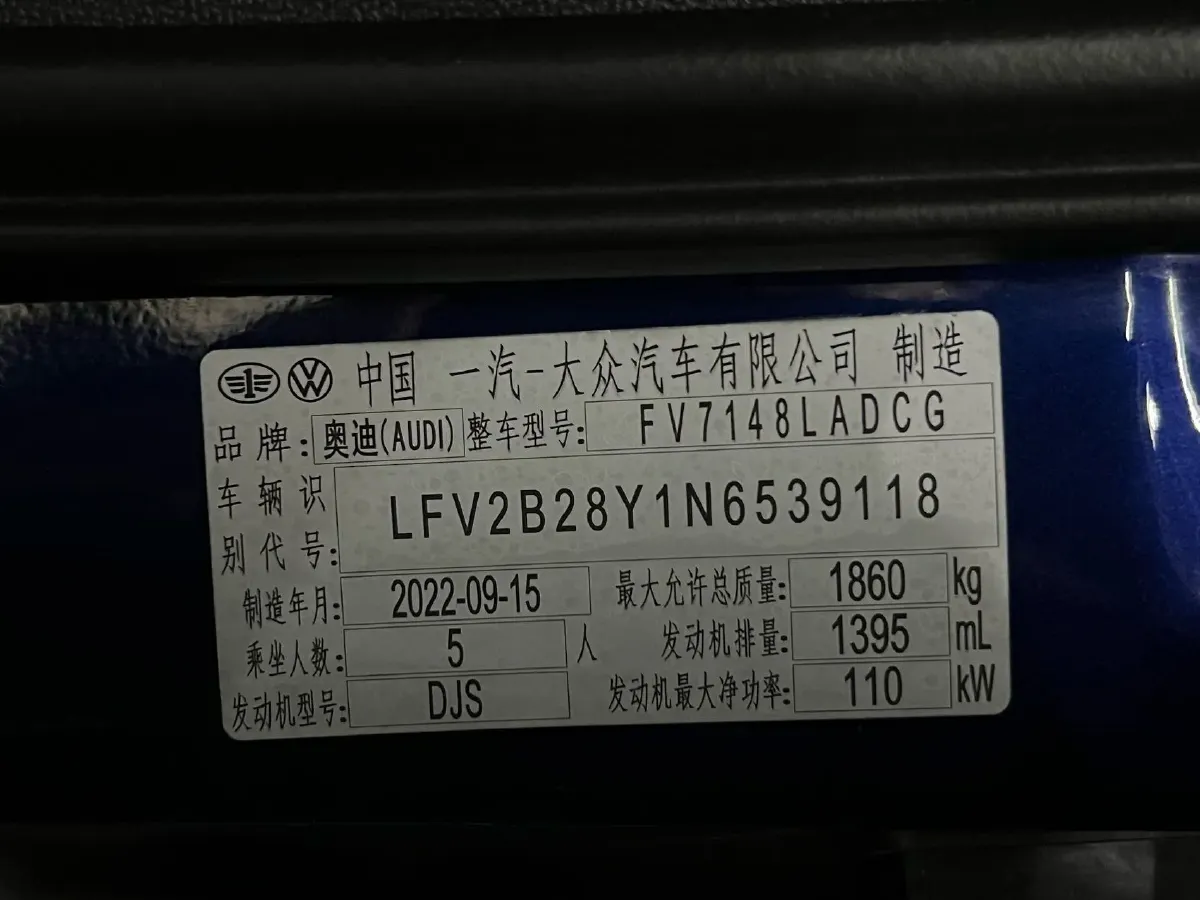 中国 一汽-大众汽车有限公司 制造
品牌: 奥迪(AUDI) 整车型号: FV7148LADCG
车辆识别代号: LFV2B28Y1N6539118
制造年月: 2022-09-15 最大允许总质量: 1860 kg
乘坐人数: 5 人 发动机排量: 1395 mL
发动机型号: DJS 发动机最大净功率: 110 kW